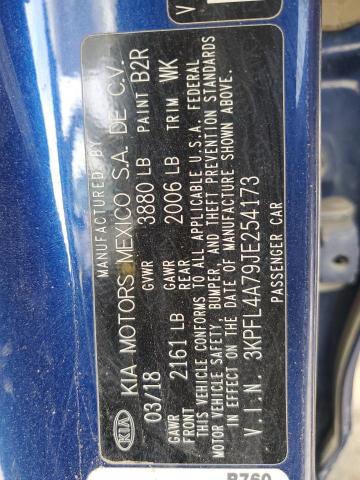 MANUFACTURED BY
KIA KIA MOTORS MEXICO S.A. DE C.V.
03/18 GVWR 3880 LB PAINT B2R
GAWR FRONT 2161 LB GAWR REAR 2006 LB TRIM WK
THIS VEHICLE CONFORMS TO ALL APPLICABLE U.S.A. FEDERAL
MOTOR VEHICLE SAFETY, BUMPER, AND THEFT PREVENTION STANDARDS
IN EFFECT ON THE DATE OF MANUFACTURE SHOWN ABOVE.
V.I.N. 3KPFL4A79JE254173
PASSENGER CAR
V